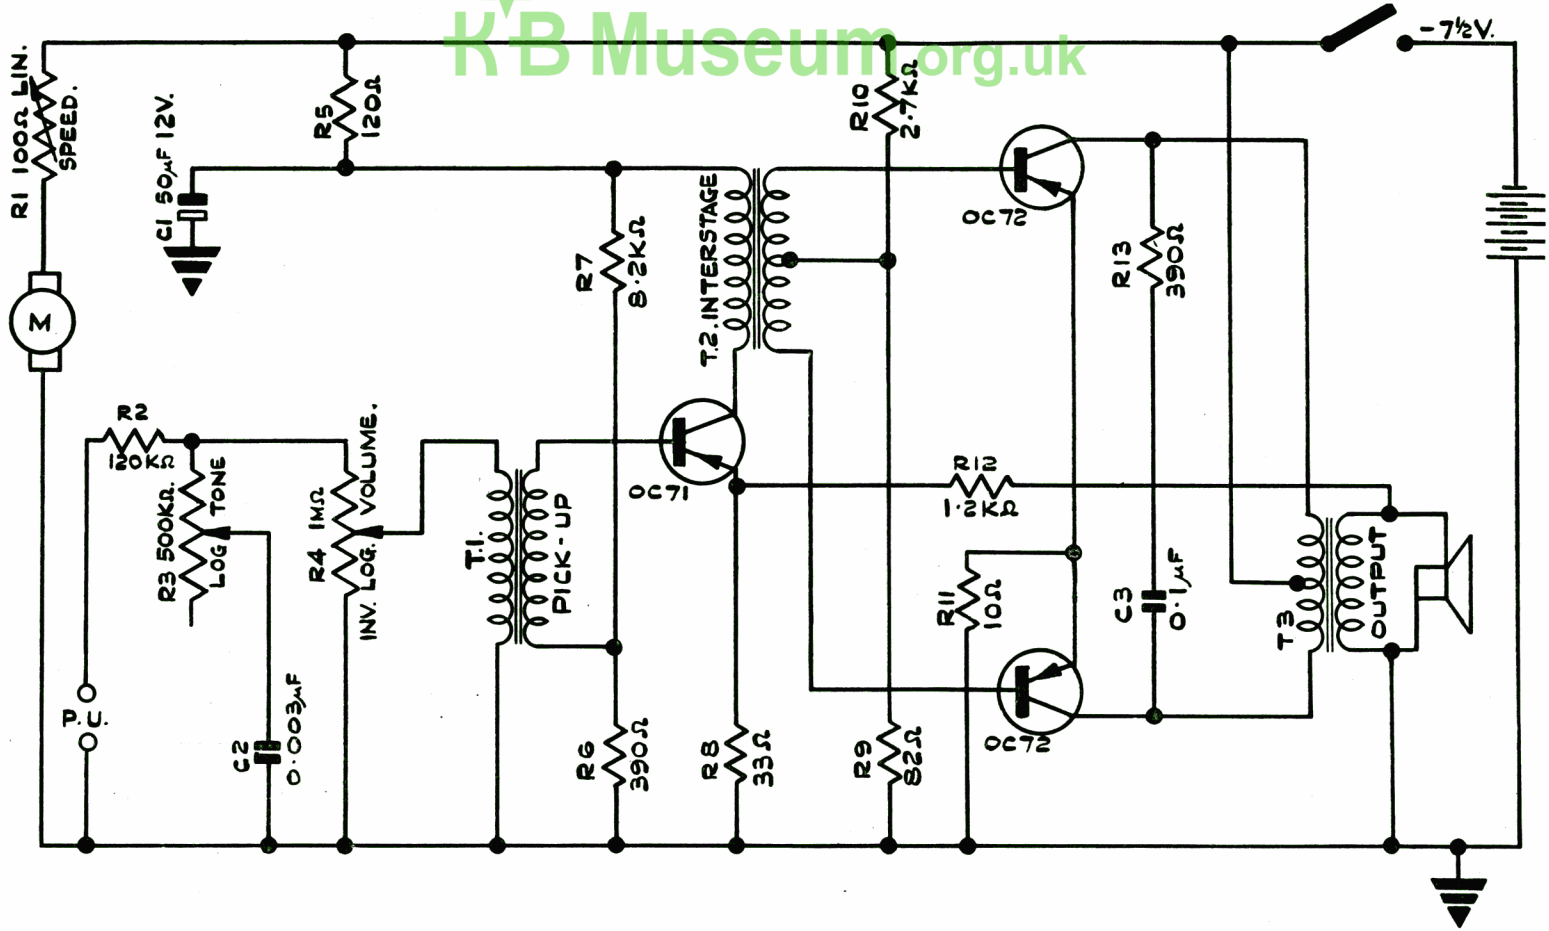 KB Museum.org.uk
-7½V.
R1 100Ω LIN.
SPEED.
R5
120Ω
C1 50µF 12V.
R10
2.7KΩ
OC72
R7
8.2KΩ
T.2.INTERSTAGE
R13
390Ω
M
R2
120KΩ
R3 500KΩ.
LOG TONE
R4 1MΩ
INV. LOG. VOLUME.
T.1.
PICK-UP
OC71
R12
1.2KΩ
R11
10Ω
C3
0.1µF
T3
OUTPUT
P.U.
C2
0.003µF
R6
390Ω
R8
33Ω
R9
82Ω
OC72